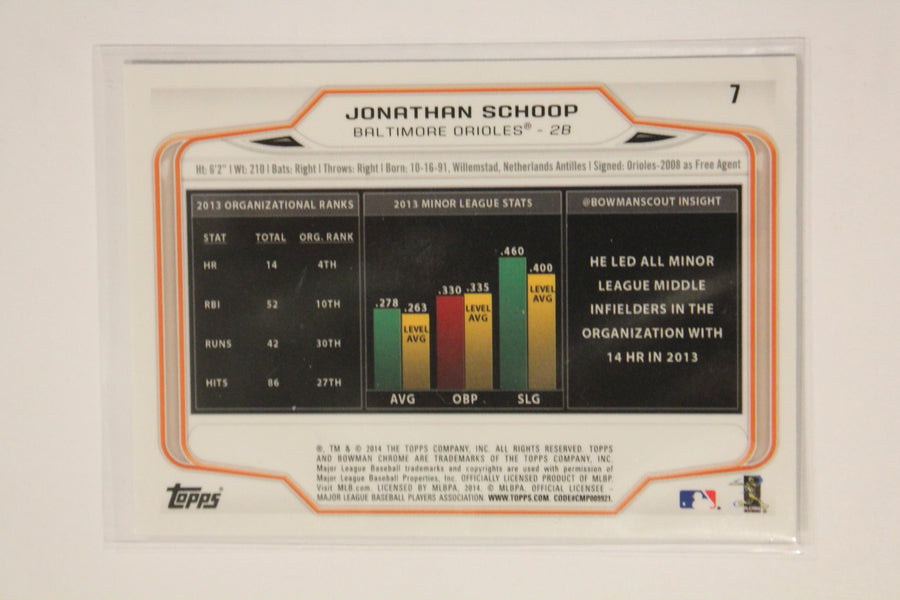 7
JONATHAN SCHOOP
BALTIMORE ORIOLES® - 2B
Ht: 6'2" | Wt: 210 | Bats: Right | Throws: Right | Born: 10-16-91, Willemstad, Netherlands Antilles | Signed: Orioles-2008 as Free Agent
2013 ORGANIZATIONAL RANKS
STAT TOTAL ORG. RANK
HR 14 4TH
RBI 52 10TH
RUNS 42 30TH
HITS 86 27TH
2013 MINOR LEAGUE STATS
.278 .263 .330 .335 .460 .400
LEVEL AVG
LEVEL AVG
LEVEL AVG
AVG OBP SLG
@BOWMANSCOUT INSIGHT
HE LED ALL MINOR
LEAGUE MIDDLE
INFIELDERS IN THE
ORGANIZATION WITH
14 HR IN 2013
®, TM & © 2014 THE TOPPS COMPANY, INC. ALL RIGHTS RESERVED. TOPPS
AND BOWMAN CHROME ARE TRADEMARKS OF THE TOPPS COMPANY, INC.
Major League Baseball trademarks and copyrights are used with permission of
Major League Baseball Properties, Inc. OFFICIALLY LICENSED PRODUCT OF MLBP.
Visit MLB.com. LICENSED BY MLBPA, 2014. © MLBPA. OFFICIAL LICENSEE –
MAJOR LEAGUE BASEBALL PLAYERS ASSOCIATION. WWW.TOPPS.COM. CODE#CMP009921.
TOPPS